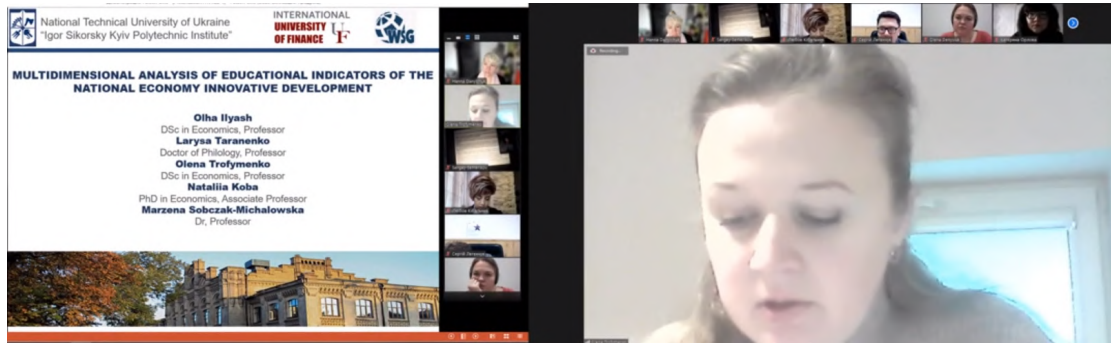 National Technical University of Ukraine
"Igor Sikorsky Kyiv Polytechnic Institute"
INTERNATIONAL
UNIVERSITY
OF FINANCE
UF
WSG
MULTIDIMENSIONAL ANALYSIS OF EDUCATIONAL INDICATORS OF THE
NATIONAL ECONOMY INNOVATIVE DEVELOPMENT
Olha Ilyash
DSc in Economics, Professor
Larysa Taranenko
Doctor of Philology, Professor
Olena Trofymenko
DSc in Economics, Professor
Nataliia Koba
PhD in Economics, Associate Professor
Marzena Sobczak-Michalowska
Dr, Professor
Recording...